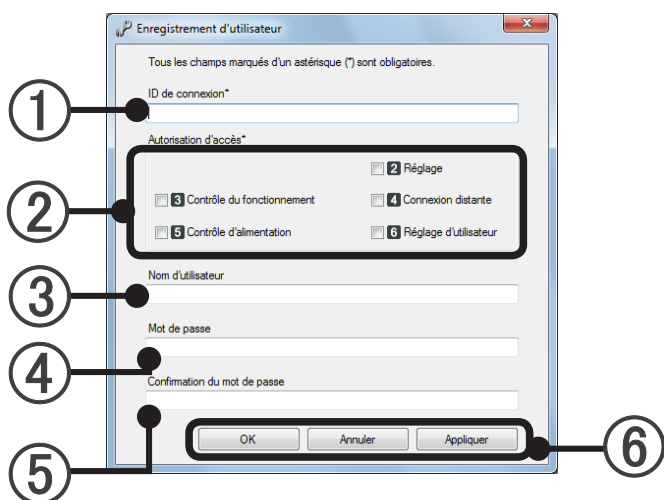 Enregistrement d'utilisateur
Tous les champs marqués d'un astérisque (*) sont obligatoires.
① ID de connexion*
Autorisation d'accès*
2 Réglage
② 3 Contrôle du fonctionnement 4 Connexion distante
5 Contrôle d'alimentation 6 Réglage d'utilisateur
③ Nom d'utilisateur
Mot de passe
④
Confirmation du mot de passe
OK Annuler Appliquer ⑥
⑤